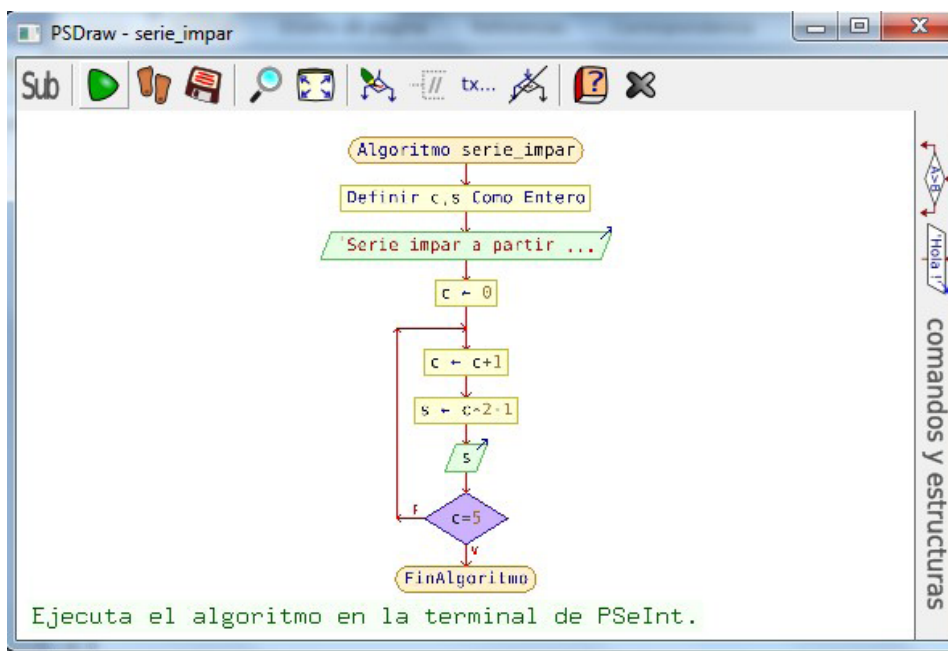 PSDraw - serie_impar
Sub // tx... ?
Algoritmo serie_impar
Definir c,s Como Entero
'Serie impar a partir ...
c ← 0
c ← c+1
s ← c*2-1
s
c=5
F
V
FinAlgoritmo
Ejecuta el algoritmo en la terminal de PSeInt.
A>B
'Hola !'
comandos y estructuras